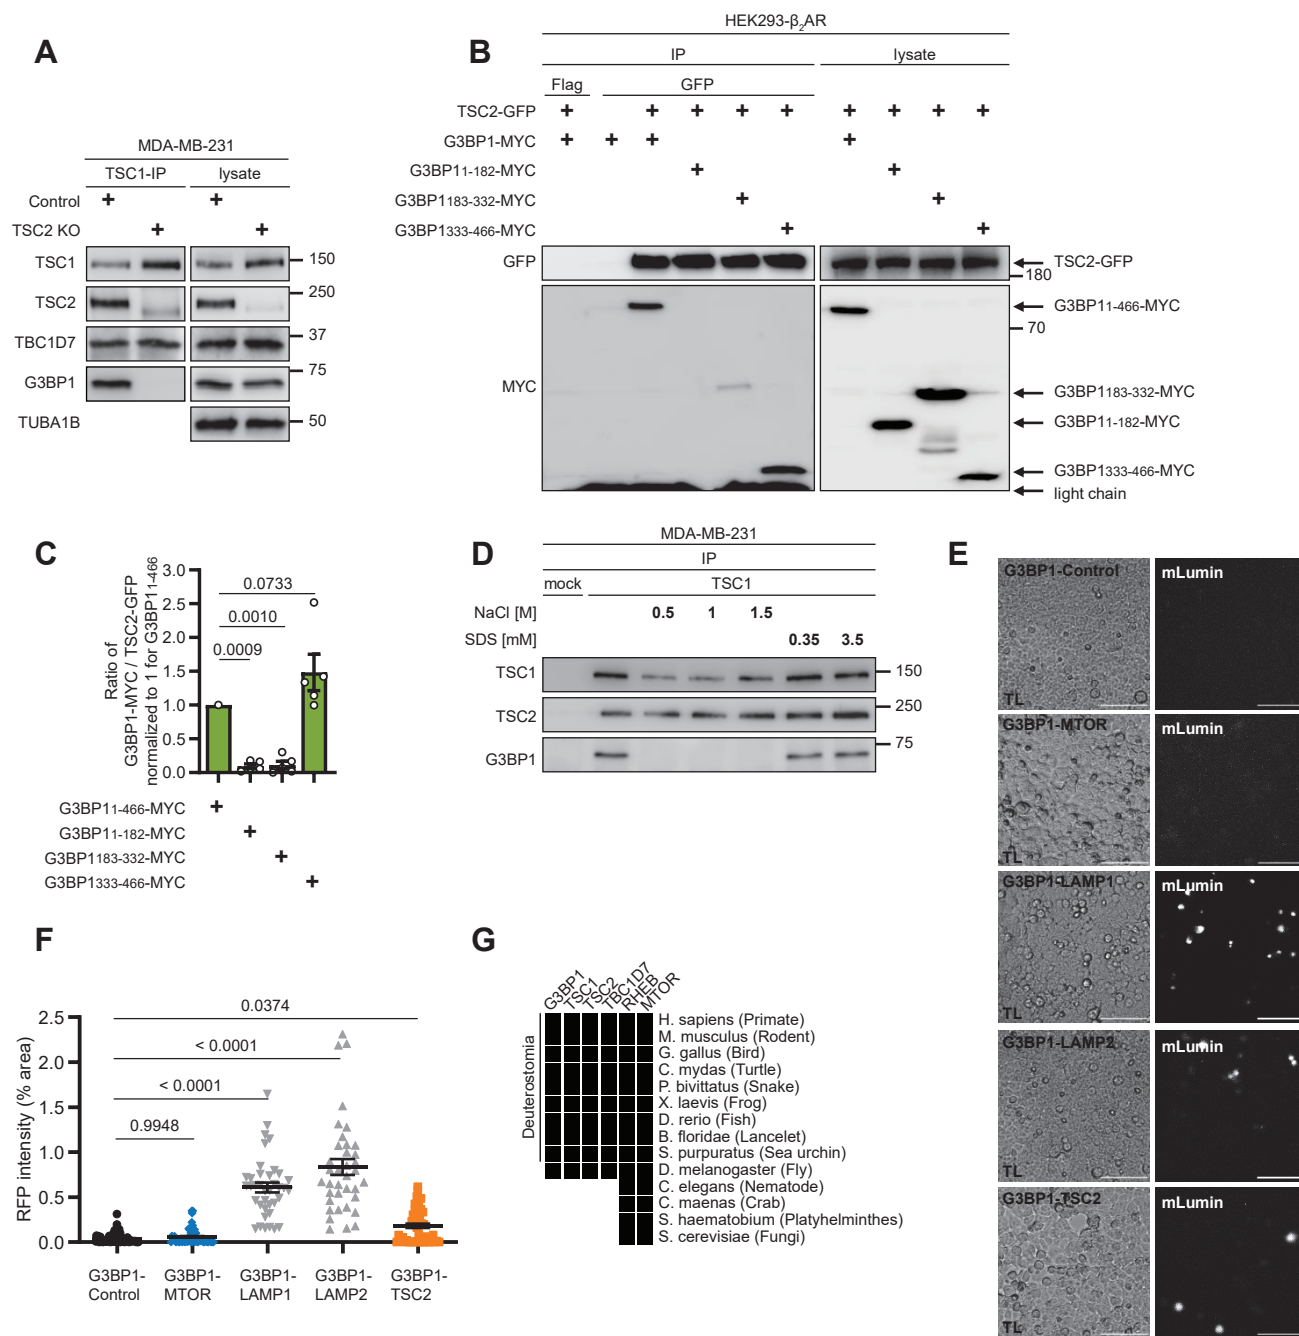 A
MDA-MB-231
TSC1-IP lysate
Control + +
TSC2 KO + +
TSC1 150
TSC2 250
TBC1D7 37
G3BP1 75
TUBA1B 50
B
HEK293-β2AR
IP lysate
Flag GFP
TSC2-GFP + + + + + + + + +
G3BP1-MYC + + + +
G3BP11-182-MYC + +
G3BP1183-332-MYC + +
G3BP1333-466-MYC + +
GFP TSC2-GFP
180
G3BP11-466-MYC
70
MYC G3BP1183-332-MYC
G3BP11-182-MYC
G3BP1333-466-MYC
light chain
C
Ratio of
G3BP1-MYC / TSC2-GFP
normalized to 1 for G3BP11-466
3.0
2.5
2.0
1.5
1.0
0.5
0.0
0.0733
0.0010
0.0009
G3BP11-466-MYC +
G3BP11-182-MYC +
G3BP1183-332-MYC +
G3BP1333-466-MYC +
D
MDA-MB-231
IP
mock TSC1
NaCl [M] 0.5 1 1.5
SDS [mM] 0.35 3.5
TSC1 150
TSC2 250
G3BP1 75
E
G3BP1-Control mLumin
TL
G3BP1-MTOR mLumin
TL
G3BP1-LAMP1 mLumin
TL
G3BP1-LAMP2 mLumin
TL
G3BP1-TSC2 mLumin
TL
F
RFP intensity (% area)
2.5
2.0
1.5
1.0
0.5
0.0
0.0374
< 0.0001
< 0.0001
0.9948
G3BP1- G3BP1- G3BP1- G3BP1- G3BP1-
Control MTOR LAMP1 LAMP2 TSC2
G
G3BP1 TSC1 TSC2 TBC1D7 RHEB MTOR
Deuterostomia
H. sapiens (Primate)
M. musculus (Rodent)
G. gallus (Bird)
C. mydas (Turtle)
P. bivittatus (Snake)
X. laevis (Frog)
D. rerio (Fish)
B. floridae (Lancelet)
S. purpuratus (Sea urchin)
D. melanogaster (Fly)
C. elegans (Nematode)
C. maenas (Crab)
S. haematobium (Platyhelminthes)
S. cerevisiae (Fungi)